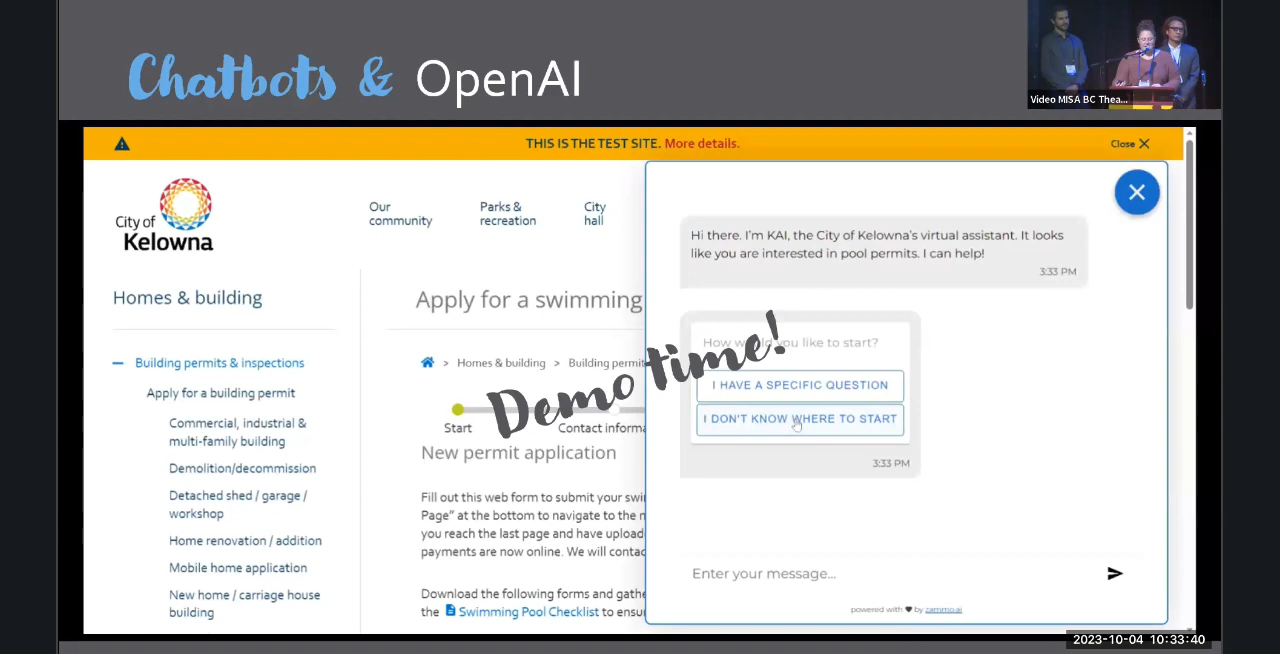 Chatbots & OpenAI
Video MISA BC Thea...
THIS IS THE TEST SITE. More details.
Close
City of
Kelowna
Our
community
Parks &
recreation
City
hall
Homes & building
Building permits & inspections
Apply for a building permit
Commercial, industrial &
multi-family building
Demolition/decommission
Detached shed / garage /
workshop
Home renovation / addition
Mobile home application
New home / carriage house
building
Apply for a swimming
> Homes & building > Building permit
Start
Contact informa
New permit application
Fill out this web form to submit your swi
Page” at the bottom to navigate to the n
you reach the last page and have upload
payments are now online. We will contac
Download the following forms and gathe
the Swimming Pool Checklist to ensu
Demo time!
Hi there. I’m KAI, the City of Kelowna’s virtual assistant. It looks
like you are interested in pool permits. I can help!
3:33 PM
How would you like to start?
I HAVE A SPECIFIC QUESTION
I DON'T KNOW WHERE TO START
3:33 PM
Enter your message...
powered with ♥ by zammo.ai
2023-10-04 10:33:40